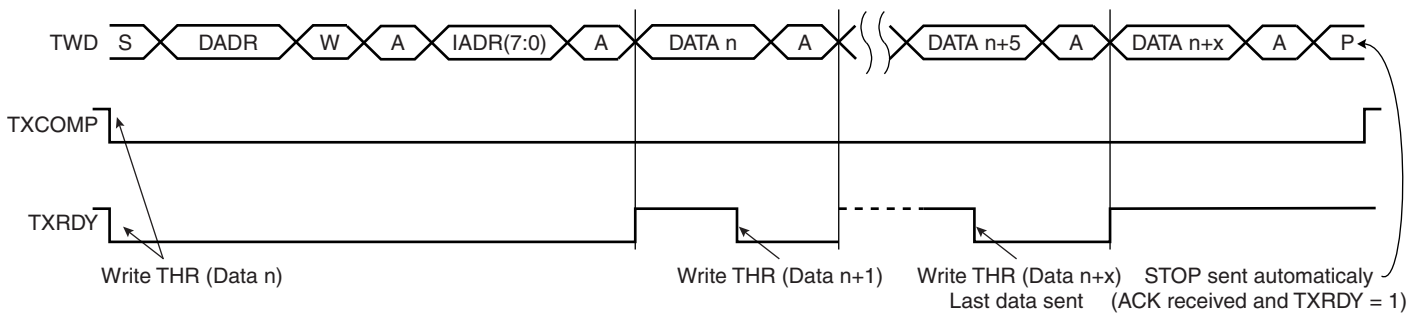 TWD S DADR W A IADR(7:0) A DATA n A DATA n+5 A DATA n+x A P
TXCOMP
TXRDY
Write THR (Data n) Write THR (Data n+1) Write THR (Data n+x) STOP sent automaticaly
Last data sent (ACK received and TXRDY = 1)